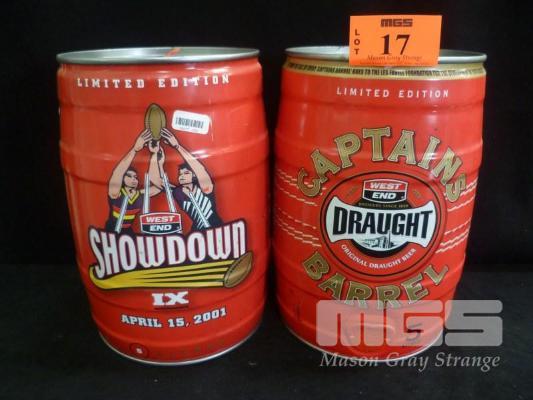 MGS
LOT 17
Mason Gray Strange
LIMITED EDITION
WEST END
SHOWDOWN
IX
APRIL 15, 2001
LIMITED EDITION
CAPTAINS
WEST END
DRAUGHT
ORIGINAL DRAUGHT BEER
BARREL
MGS
Mason Gray Strange